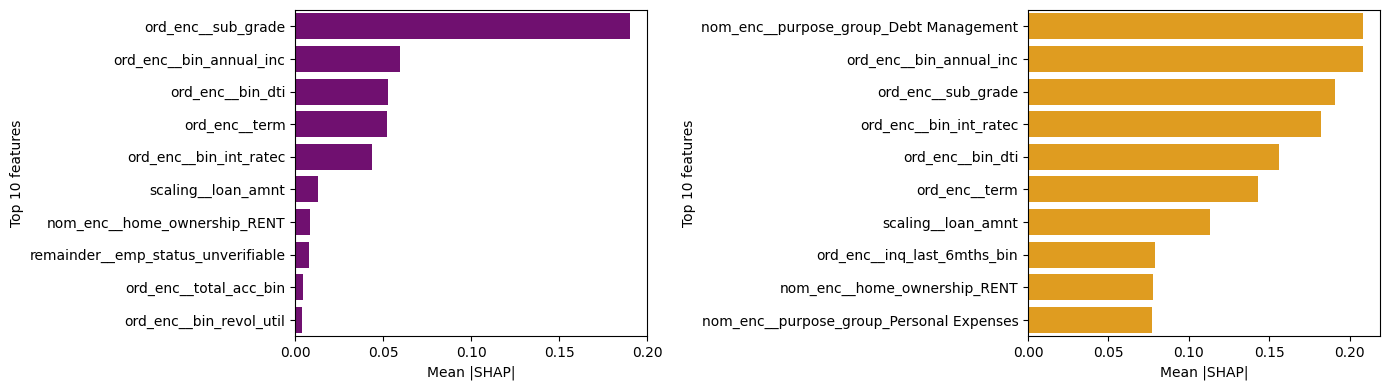 Top 10 features
ord_enc__sub_grade
ord_enc__bin_annual_inc
ord_enc__bin_dti
ord_enc__term
ord_enc__bin_int_ratec
scaling__loan_amnt
nom_enc__home_ownership_RENT
remainder__emp_status_unverifiable
ord_enc__total_acc_bin
ord_enc__bin_revol_util
0.00 0.05 0.10 0.15 0.20
Mean |SHAP|
Top 10 features
nom_enc__purpose_group_Debt Management
ord_enc__bin_annual_inc
ord_enc__sub_grade
ord_enc__bin_int_ratec
ord_enc__bin_dti
ord_enc__term
scaling__loan_amnt
ord_enc__inq_last_6mths_bin
nom_enc__home_ownership_RENT
nom_enc__purpose_group_Personal Expenses
0.00 0.05 0.10 0.15 0.20
Mean |SHAP|